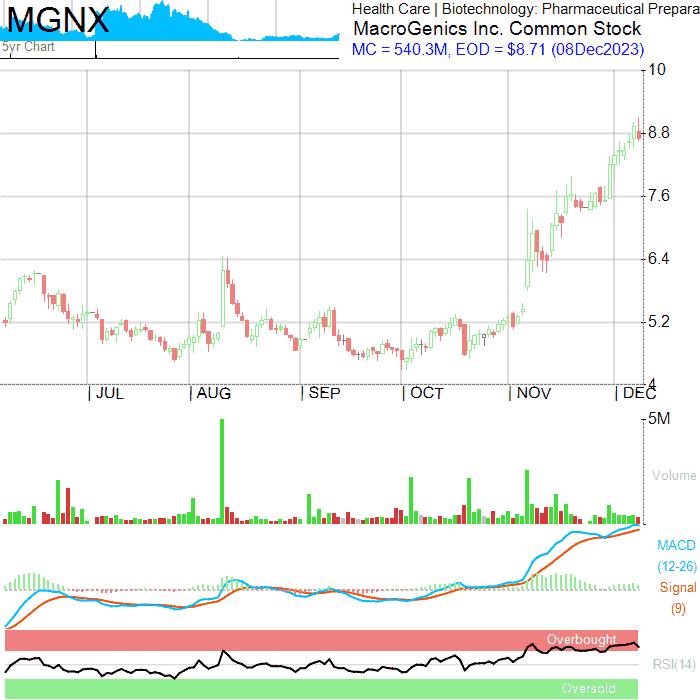 MGNX
5yr Chart
Health Care | Biotechnology: Pharmaceutical Prepara
MacroGenics Inc. Common Stock
MC = 540.3M, EOD = $8.71 (08Dec2023)
10
8.8
7.6
6.4
5.2
4
| JUL | AUG | SEP | OCT | NOV | DEC
5M
Volume
MACD
(12-26)
Signal
(9)
Overbought
RSI(14)
Oversold